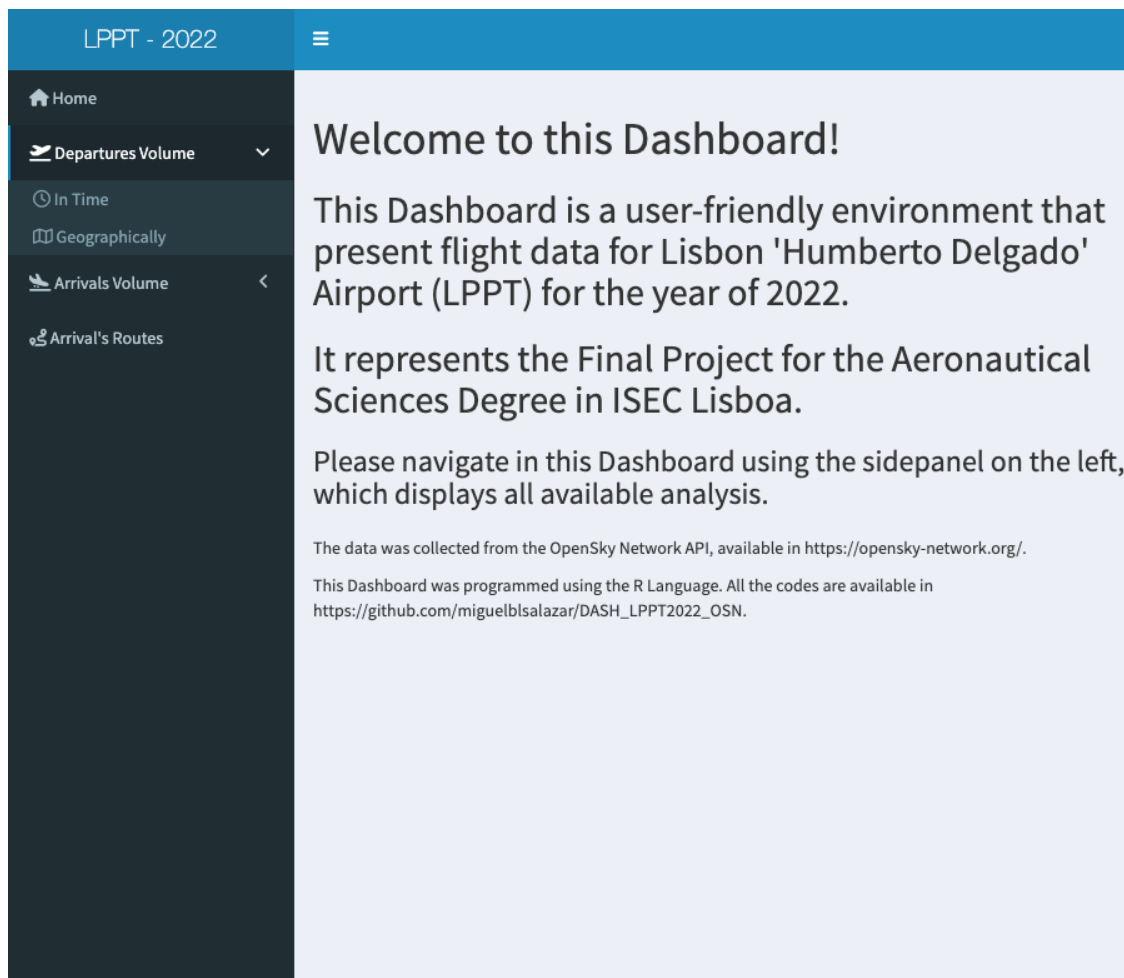 LPPT - 2022
Home
Departures Volume
In Time
Geographically
Arrivals Volume
Arrival's Routes
Welcome to this Dashboard!
This Dashboard is a user-friendly environment that
present flight data for Lisbon 'Humberto Delgado'
Airport (LPPT) for the year of 2022.
It represents the Final Project for the Aeronautical
Sciences Degree in ISEC Lisboa.
Please navigate in this Dashboard using the sidepanel on the left,
which displays all available analysis.
The data was collected from the OpenSky Network API, available in https://opensky-network.org/.
This Dashboard was programmed using the R Language. All the codes are available in
https://github.com/miguelblsalazar/DASH_LPPT2022_OSN.